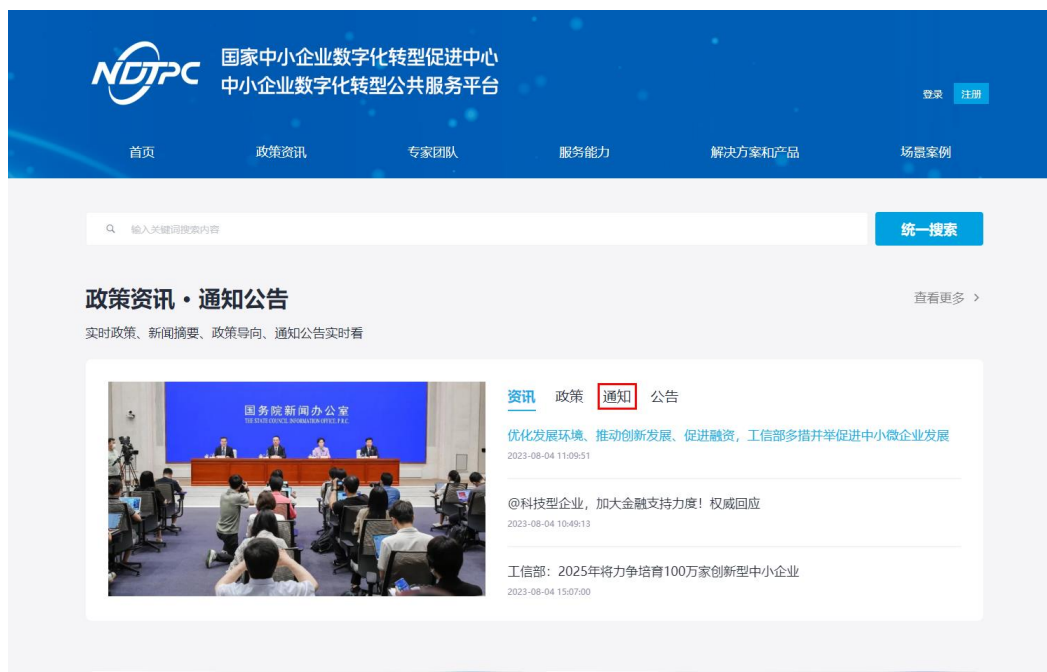 NDTPC
国家中小企业数字化转型促进中心
中小企业数字化转型公共服务平台
登录 注册
首页 政策资讯 专家团队 服务能力 解决方案和产品 场景案例
输入关键词搜索内容
统一搜索
政策资讯·通知公告
查看更多 >
实时政策、新闻摘要、政策导向、通知公告实时看
国务院新闻办公室
THE STATE COUNCIL INFORMATION OFFICE, P.R.C
资讯 政策 通知 公告
优化发展环境、推动创新发展、促进融资，工信部多措并举促进中小微企业发展
2023-08-04 11:09:51
@科技型企业，加大金融支持力度！权威回应
2023-08-04 10:49:13
工信部：2025年将力争培育100万家创新型中小企业
2023-08-04 15:07:00